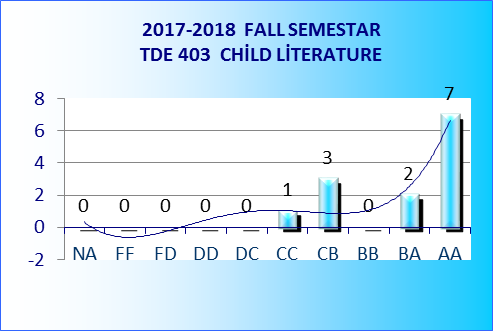 2017-2018 FALL SEMESTAR
TDE 403 CHİLD LİTERATURE
8
6
4
2
0
-2
0 0 0 0 0 1 3 0 2 7
NA FF FD DD DC CC CB BB BA AA